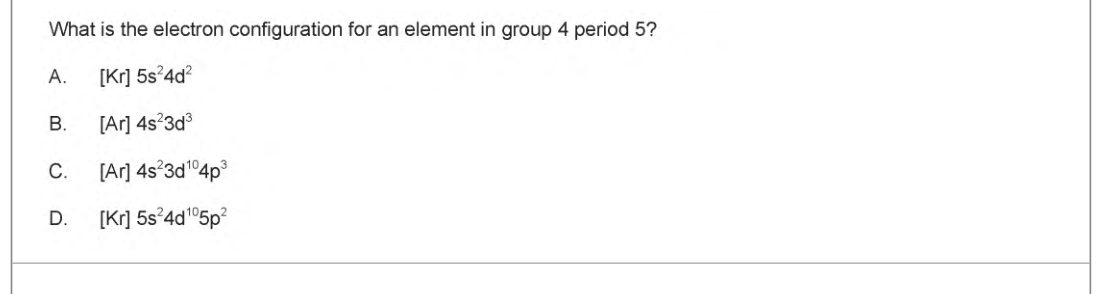 What is the electron configuration for an element in group 4 period 5?
A. [Kr] 5s²4d²
B. [Ar] 4s²3d³
C. [Ar] 4s²3d¹⁰4p³
D. [Kr] 5s²4d¹⁰5p²